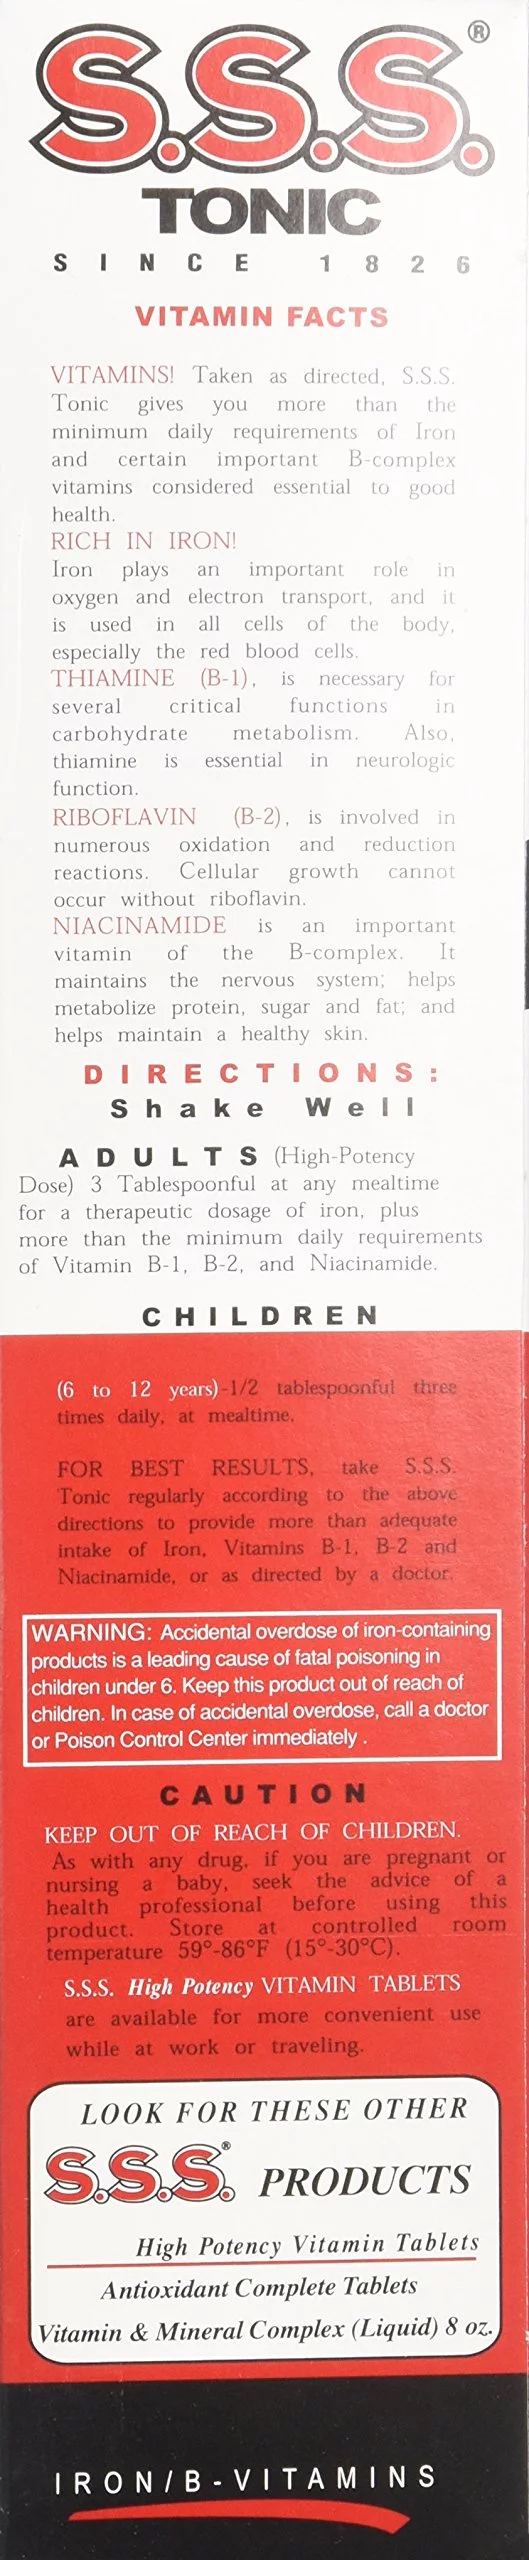 S.S.S.®
TONIC
SINCE 1826
VITAMIN FACTS
VITAMINS! Taken as directed, S.S.S.
Tonic gives you more than the
minimum daily requirements of Iron
and certain important B-complex
vitamins considered essential to good
health.
RICH IN IRON!
Iron plays an important role in
oxygen and electron transport, and it
is used in all cells of the body,
especially the red blood cells.
THIAMINE (B-1), is necessary for
several critical functions in
carbohydrate metabolism. Also,
thiamine is essential in neurologic
function.
RIBOFLAVIN (B-2), is involved in
numerous oxidation and reduction
reactions. Cellular growth cannot
occur without riboflavin.
NIACINAMIDE is an important
vitamin of the B-complex. It
maintains the nervous system; helps
metabolize protein, sugar and fat; and
helps maintain a healthy skin.
DIRECTIONS:
Shake Well
ADULTS (High-Potency
Dose) 3 Tablespoonful at any mealtime
for a therapeutic dosage of iron, plus
more than the minimum daily requirements
of Vitamin B-1, B-2, and Niacinamide.
CHILDREN
(6 to 12 years)-1/2 tablespoonful three
times daily, at mealtime.
FOR BEST RESULTS, take S.S.S.
Tonic regularly according to the above
directions to provide more than adequate
intake of Iron, Vitamins B-1, B-2 and
Niacinamide, or as directed by a doctor.
WARNING: Accidental overdose of iron-containing
products is a leading cause of fatal poisoning in
children under 6. Keep this product out of reach of
children. In case of accidental overdose, call a doctor
or Poison Control Center immediately .
CAUTION
KEEP OUT OF REACH OF CHILDREN.
As with any drug, if you are pregnant or
nursing a baby, seek the advice of a
health professional before using this
product. Store at controlled room
temperature 59°-86°F (15°-30°C).
S.S.S. High Potency VITAMIN TABLETS
are available for more convenient use
while at work or traveling.
LOOK FOR THESE OTHER
S.S.S.® PRODUCTS
High Potency Vitamin Tablets
Antioxidant Complete Tablets
Vitamin & Mineral Complex (Liquid) 8 oz.
IRON/B-VITAMINS